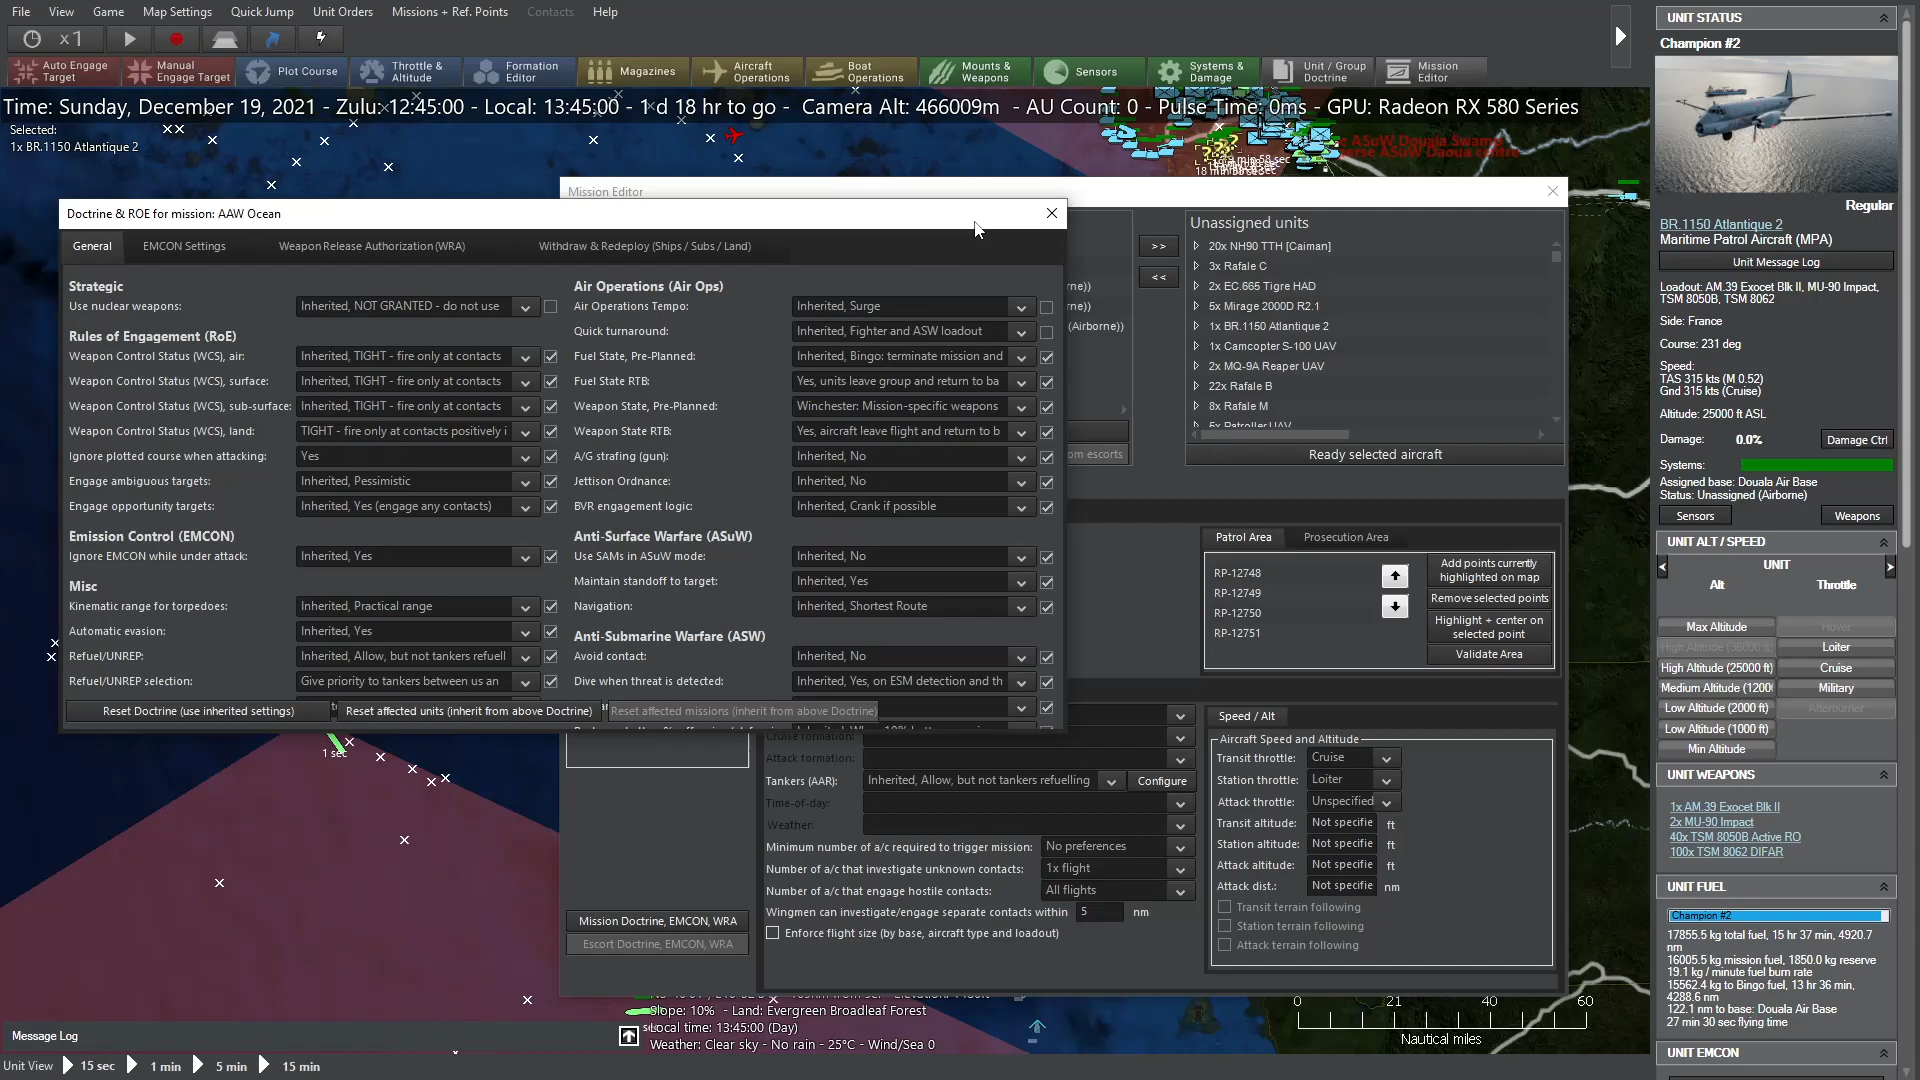 File View Game Map Settings Quick Jump Unit Orders Missions + Ref. Points Contacts Help
x1
Auto Engage Target
Manual Engage Target
Plot Course
Throttle & Altitude
Formation Editor
Magazines
Aircraft Operations
Boat Operations
Mounts & Weapons
Sensors
Systems & Damage
Unit / Group Doctrine
Mission Editor
Time: Sunday, December 19, 2021 - Zulu: 12:45:00 - Local: 13:45:00 - 1 d 18 hr to go - Camera Alt: 466009m - AU Count: 0 - Pulse Time: 0ms - GPU: Radeon RX 580 Series
Selected:
1x BR.1150 Atlantique 2
Mission Editor
Doctrine & ROE for mission: AAW Ocean
General EMCON Settings Weapon Release Authorization (WRA) Withdraw & Redeploy (Ships / Subs / Land)
Strategic
Use nuclear weapons: Inherited, NOT GRANTED - do not use
Rules of Engagement (RoE)
Weapon Control Status (WCS), air: Inherited, TIGHT - fire only at contacts
Weapon Control Status (WCS), surface: Inherited, TIGHT - fire only at contacts
Weapon Control Status (WCS), sub-surface: Inherited, TIGHT - fire only at contacts
Weapon Control Status (WCS), land: TIGHT - fire only at contacts positively i
Ignore plotted course when attacking: Yes
Engage ambiguous targets: Inherited, Pessimistic
Engage opportunity targets: Inherited, Yes (engage any contacts)
Emission Control (EMCON)
Ignore EMCON while under attack: Inherited, Yes
Misc
Kinematic range for torpedoes: Inherited, Practical range
Automatic evasion: Inherited, Yes
Refuel/UNREP: Inherited, Allow, but not tankers refuell
Refuel/UNREP selection: Give priority to tankers between us an
Air Operations (Air Ops)
Air Operations Tempo: Inherited, Surge
Quick turnaround: Inherited, Fighter and ASW loadout
Fuel State, Pre-Planned: Inherited, Bingo: terminate mission and
Fuel State RTB: Yes, units leave group and return to ba
Weapon State, Pre-Planned: Winchester: Mission-specific weapons
Weapon State RTB: Yes, aircraft leave flight and return to b
A/G strafing (gun): Inherited, No
Jettison Ordnance: Inherited, No
BVR engagement logic: Inherited, Crank if possible
Anti-Surface Warfare (ASuW)
Use SAMs in ASuW mode: Inherited, No
Maintain standoff to target: Inherited, Yes
Navigation: Inherited, Shortest Route
Anti-Submarine Warfare (ASW)
Avoid contact: Inherited, No
Dive when threat is detected: Inherited, Yes, on ESM detection and th
Reset Doctrine (use inherited settings) Reset affected units (inherit from above Doctrine) Reset affected missions (inherit from above Doctrine)
>>
<<
ne))
ne))
(Airborne))
om escorts
Unassigned units
20x NH90 TTH [Caiman]
3x Rafale C
2x EC.665 Tigre HAD
5x Mirage 2000D R2.1
1x BR.1150 Atlantique 2
1x Camcopter S-100 UAV
2x MQ-9A Reaper UAV
22x Rafale B
8x Rafale M
5x Patroller UAV
Ready selected aircraft
Patrol Area Prosecution Area
RP-12748
RP-12749
RP-12750
RP-12751
Add points currently highlighted on map
Remove selected points
Highlight + center on selected point
Validate Area
Cruise formation:
Attack formation:
Tankers (AAR): Inherited, Allow, but not tankers refuelling Configure
Time-of-day:
Weather:
Minimum number of a/c required to trigger mission: No preferences
Number of a/c that investigate unknown contacts: 1x flight
Number of a/c that engage hostile contacts: All flights
Wingmen can investigate/engage separate contacts within 5 nm
Enforce flight size (by base, aircraft type and loadout)
Mission Doctrine, EMCON, WRA
Escort Doctrine, EMCON, WRA
Speed / Alt
Aircraft Speed and Altitude
Transit throttle: Cruise
Station throttle: Loiter
Attack throttle: Unspecified
Transit altitude: Not specifie ft
Station altitude: Not specifie ft
Attack altitude: Not specifie ft
Attack dist.: Not specifie nm
Transit terrain following
Station terrain following
Attack terrain following
1 sec
Slope: 10% - Land: Evergreen Broadleaf Forest
Local time: 13:45:00 (Day)
Weather: Clear sky - No rain - 25°C - Wind/Sea 0
0 21 40 60
Nautical miles
Message Log
Unit View 15 sec 1 min 5 min 15 min
UNIT STATUS
Champion #2
Regular
BR.1150 Atlantique 2
Maritime Patrol Aircraft (MPA)
Unit Message Log
Loadout: AM.39 Exocet Blk II, MU-90 Impact,
TSM 8050B, TSM 8062
Side: France
Course: 231 deg
Speed:
TAS 315 kts (M 0.52)
Gnd 315 kts (Cruise)
Altitude: 25000 ft ASL
Damage: 0.0% Damage Ctrl
Systems:
Assigned base: Douala Air Base
Status: Unassigned (Airborne)
Sensors Weapons
UNIT ALT / SPEED
UNIT
Alt Throttle
Max Altitude Hover
High Altitude (36000 ft) Loiter
High Altitude (25000 ft) Cruise
Medium Altitude (1200 Military
Low Altitude (2000 ft) Afterburner
Low Altitude (1000 ft)
Min Altitude
UNIT WEAPONS
1x AM.39 Exocet Blk II
2x MU-90 Impact
40x TSM 8050B Active RO
100x TSM 8062 DIFAR
UNIT FUEL
Champion #2
17855.5 kg total fuel, 15 hr 37 min, 4920.7
nm
16005.5 kg mission fuel, 1850.0 kg reserve
19.1 kg / minute fuel burn rate
15562.4 kg to Bingo fuel, 13 hr 36 min,
4288.6 nm
122.1 nm to base: Douala Air Base
27 min 30 sec flying time
UNIT EMCON